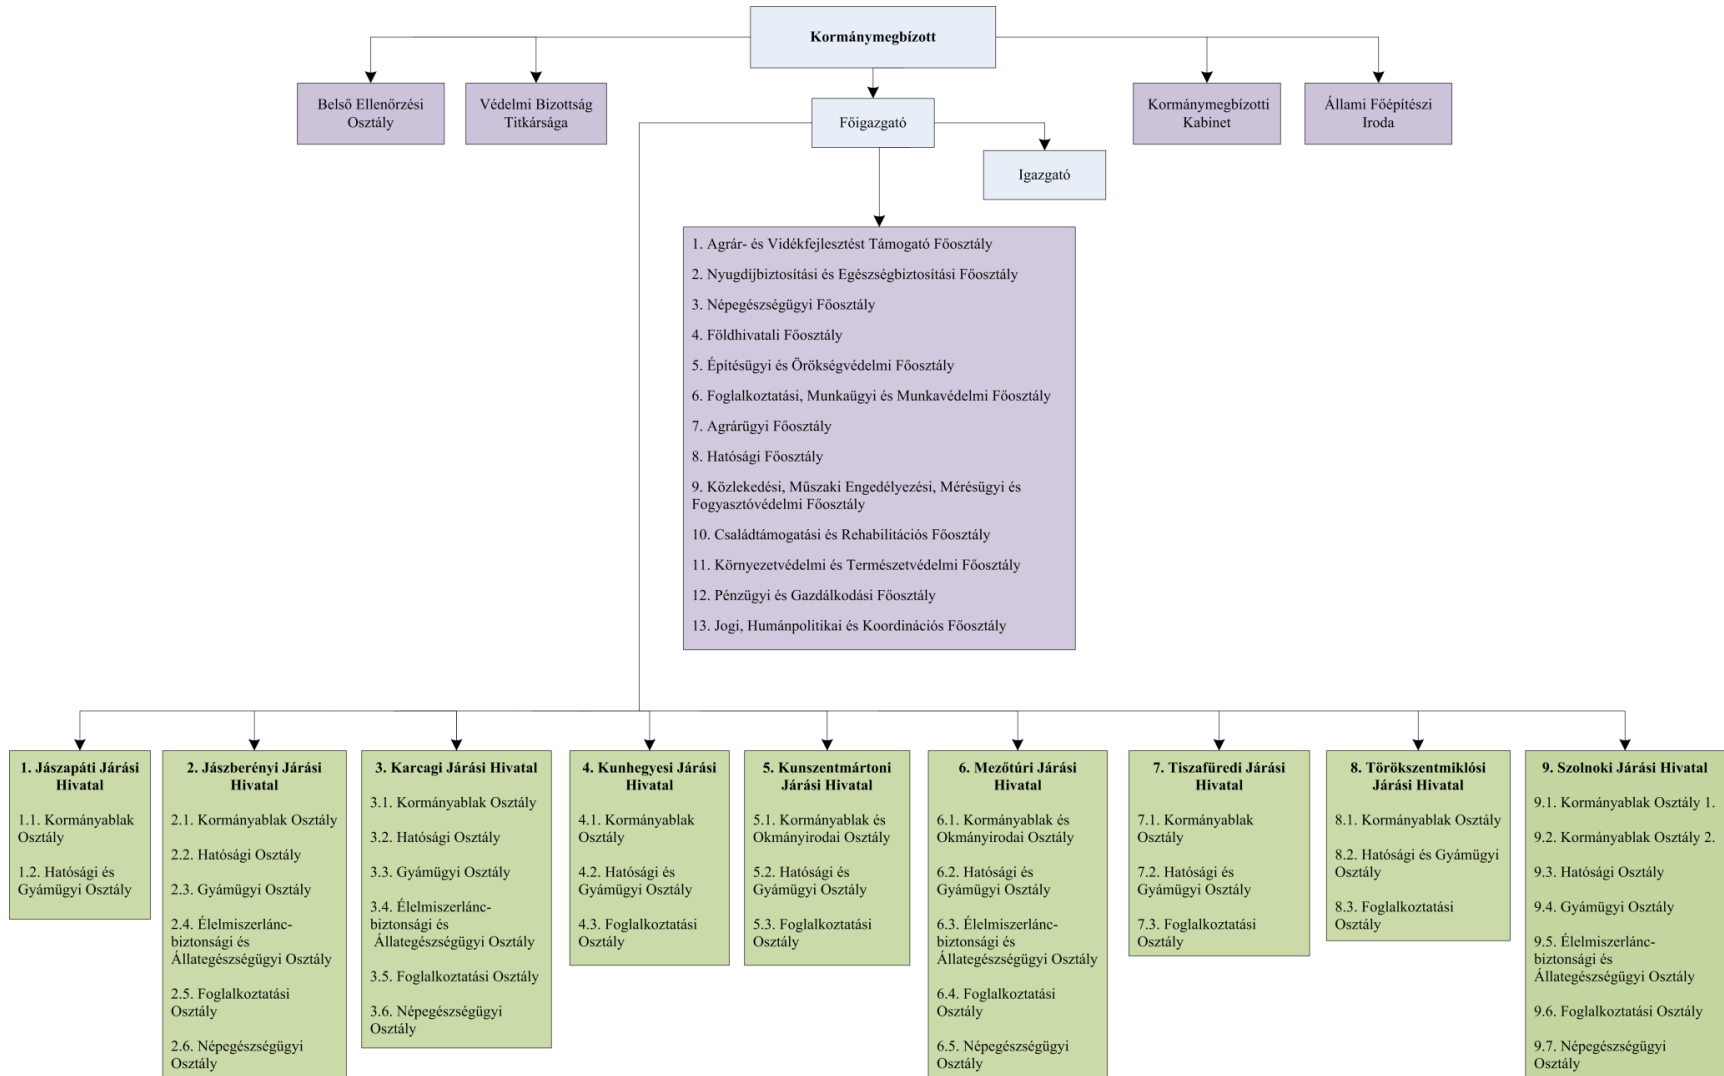 Kormánymegbízott
Belső Ellenőrzési
Osztály
Védelmi Bizottság
Titkársága
Főigazgató
Kormánymegbízotti
Kabinet
Állami Főépítészi
Iroda
Igazgató
1. Agrár- és Vidékfejlesztést Támogató Főosztály
2. Nyugdíjbiztosítási és Egészségbiztosítási Főosztály
3. Népegészségügyi Főosztály
4. Földhivatali Főosztály
5. Építésügyi és Örökségvédelmi Főosztály
6. Foglalkoztatási, Munkaügyi és Munkavédelmi Főosztály
7. Agrárügyi Főosztály
8. Hatósági Főosztály
9. Közlekedési, Műszaki Engedélyezési, Mérésügyi és
Fogyasztóvédelmi Főosztály
10. Családtámogatási és Rehabilitációs Főosztály
11. Környezetvédelmi és Természetvédelmi Főosztály
12. Pénzügyi és Gazdálkodási Főosztály
13. Jogi, Humánpolitikai és Koordinációs Főosztály
1. Jászapáti Járási
Hivatal
1.1. Kormányablak
Osztály
1.2. Hatósági és
Gyámügyi Osztály
2. Jászberényi Járási
Hivatal
2.1. Kormányablak Osztály
2.2. Hatósági Osztály
2.3. Gyámügyi Osztály
2.4. Élelmiszerlánc-
biztonsági és
Állategészségügyi Osztály
2.5. Foglalkoztatási
Osztály
2.6. Népegészségügyi
Osztály
3. Karcagi Járási Hivatal
3.1. Kormányablak Osztály
3.2. Hatósági Osztály
3.3. Gyámügyi Osztály
3.4. Élelmiszerlánc-
biztonsági és
Állategészségügyi Osztály
3.5. Foglalkoztatási Osztály
3.6. Népegészségügyi
Osztály
4. Kunhegyesi Járási
Hivatal
4.1. Kormányablak
Osztály
4.2. Hatósági és
Gyámügyi Osztály
4.3. Foglalkoztatási
Osztály
5. Kunszentmártoni
Járási Hivatal
5.1. Kormányablak és
Okmányirodai Osztály
5.2. Hatósági és
Gyámügyi Osztály
5.3. Foglalkoztatási
Osztály
6. Mezőtúri Járási
Hivatal
6.1. Kormányablak és
Okmányirodai Osztály
6.2. Hatósági és
Gyámügyi Osztály
6.3. Élelmiszerlánc-
biztonsági és
Állategészségügyi Osztály
6.4. Foglalkoztatási
Osztály
6.5. Népegészségügyi
Osztály
7. Tiszafüredi Járási
Hivatal
7.1. Kormányablak
Osztály
7.2. Hatósági és
Gyámügyi Osztály
7.3. Foglalkoztatási
Osztály
8. Törökszentmiklósi
Járási Hivatal
8.1. Kormányablak Osztály
8.2. Hatósági és Gyámügyi
Osztály
8.3. Foglalkoztatási
Osztály
9. Szolnoki Járási Hivatal
9.1. Kormányablak Osztály 1.
9.2. Kormányablak Osztály 2.
9.3. Hatósági Osztály
9.4. Gyámügyi Osztály
9.5. Élelmiszerlánc-
biztonsági és
Állategészségügyi Osztály
9.6. Foglalkoztatási Osztály
9.7. Népegészségügyi
Osztály